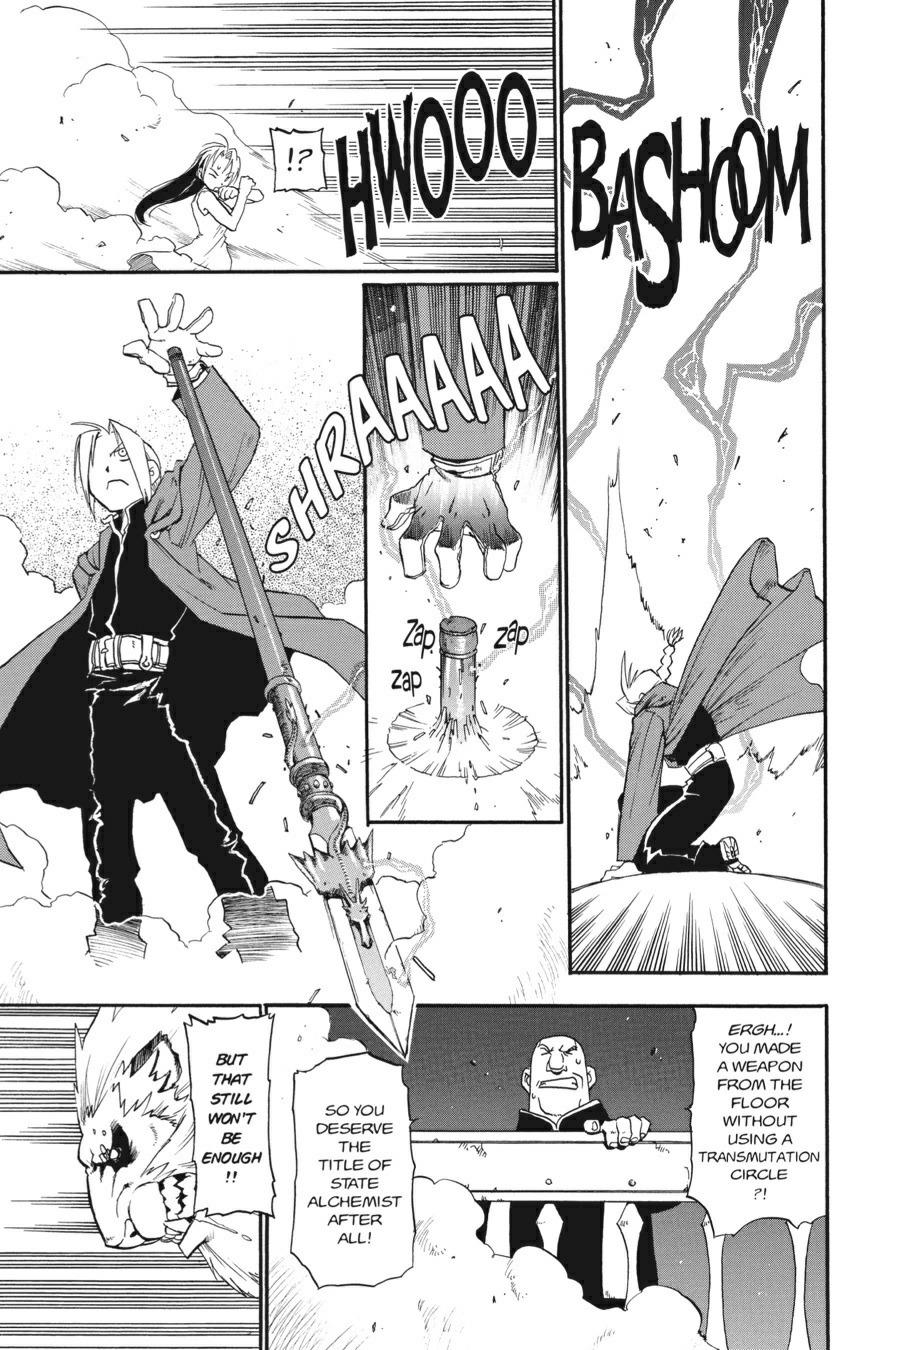 BASHOOM
HWOOO
!?
SHRAAAAAA
ZAP
ZAP
ZAP
ERGH...!
YOU MADE
A WEAPON
FROM THE
FLOOR
WITHOUT
USING A
TRANSMUTATION
CIRCLE
?!
SO YOU
DESERVE
THE
TITLE OF
STATE
ALCHEMIST
AFTER
ALL!
BUT
THAT
STILL
WON'T
BE
ENOUGH
!!